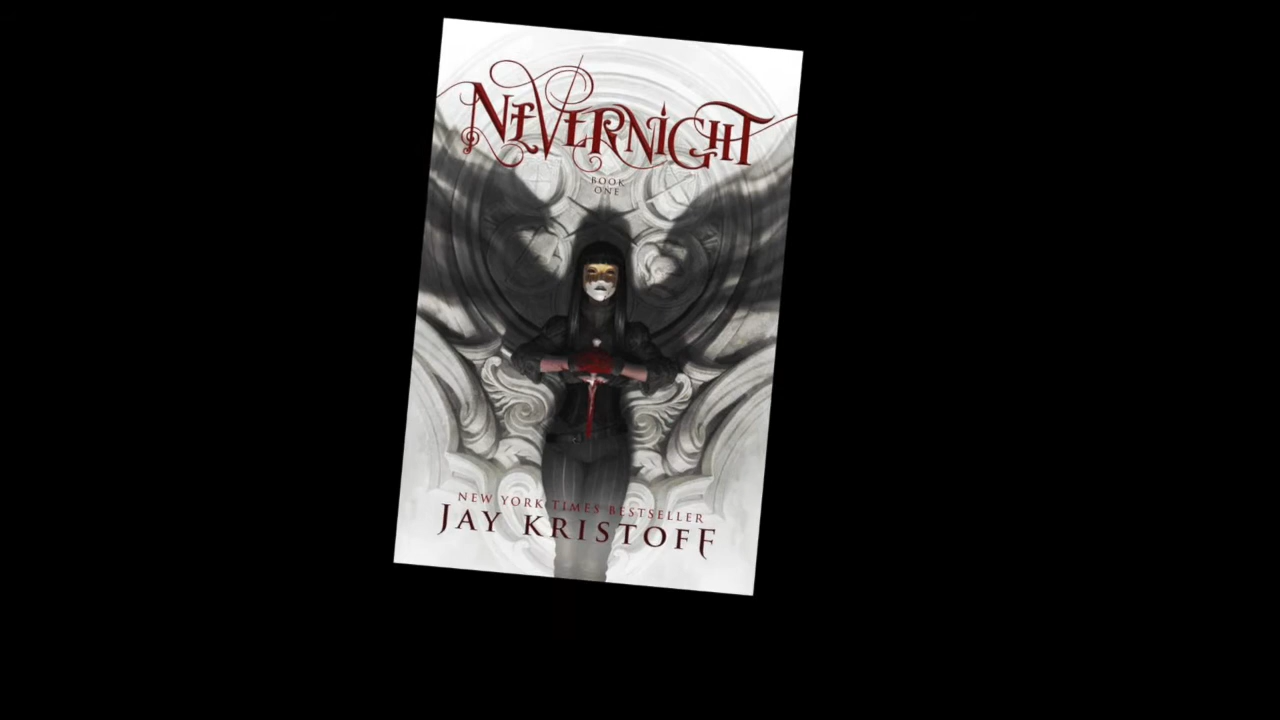 NEVERNIGHT
BOOK
ONE
NEW YORK TIMES BESTSELLER
JAY KRISTOFF